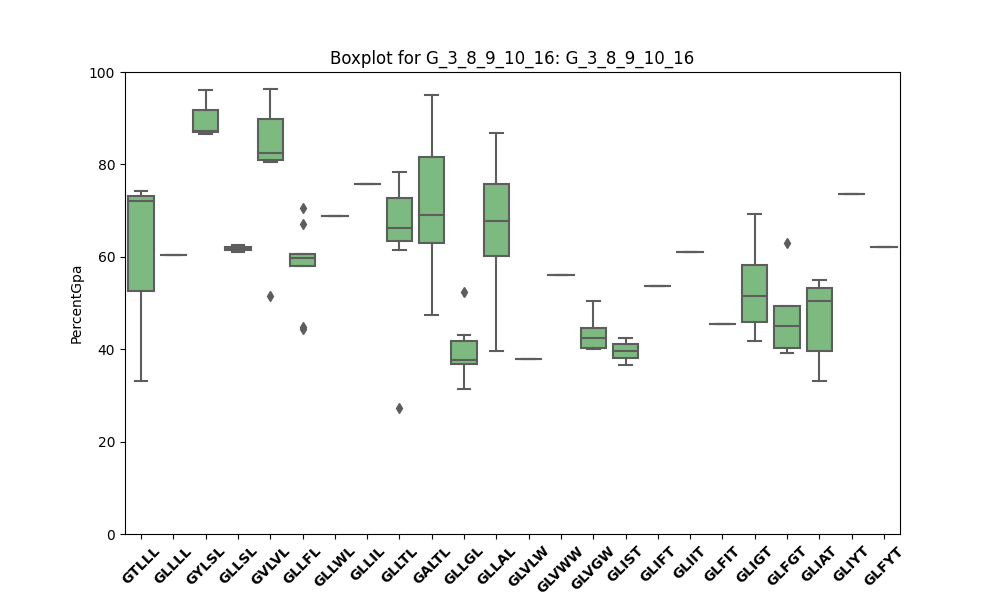 Boxplot for G_3_8_9_10_16: G_3_8_9_10_16
PercentGpa
100
80
60
40
20
0
GTLLL
GLLLL
GYLSL
GLLSL
GVLVL
GLLFL
GLLWL
GLLIL
GLLTL
GALTL
GLLGL
GLLAL
GLVLW
GLVWW
GLVGW
GLIST
GLIFT
GLIIT
GLFIT
GLIGT
GLFGT
GLIAT
GLIYT
GLFYT